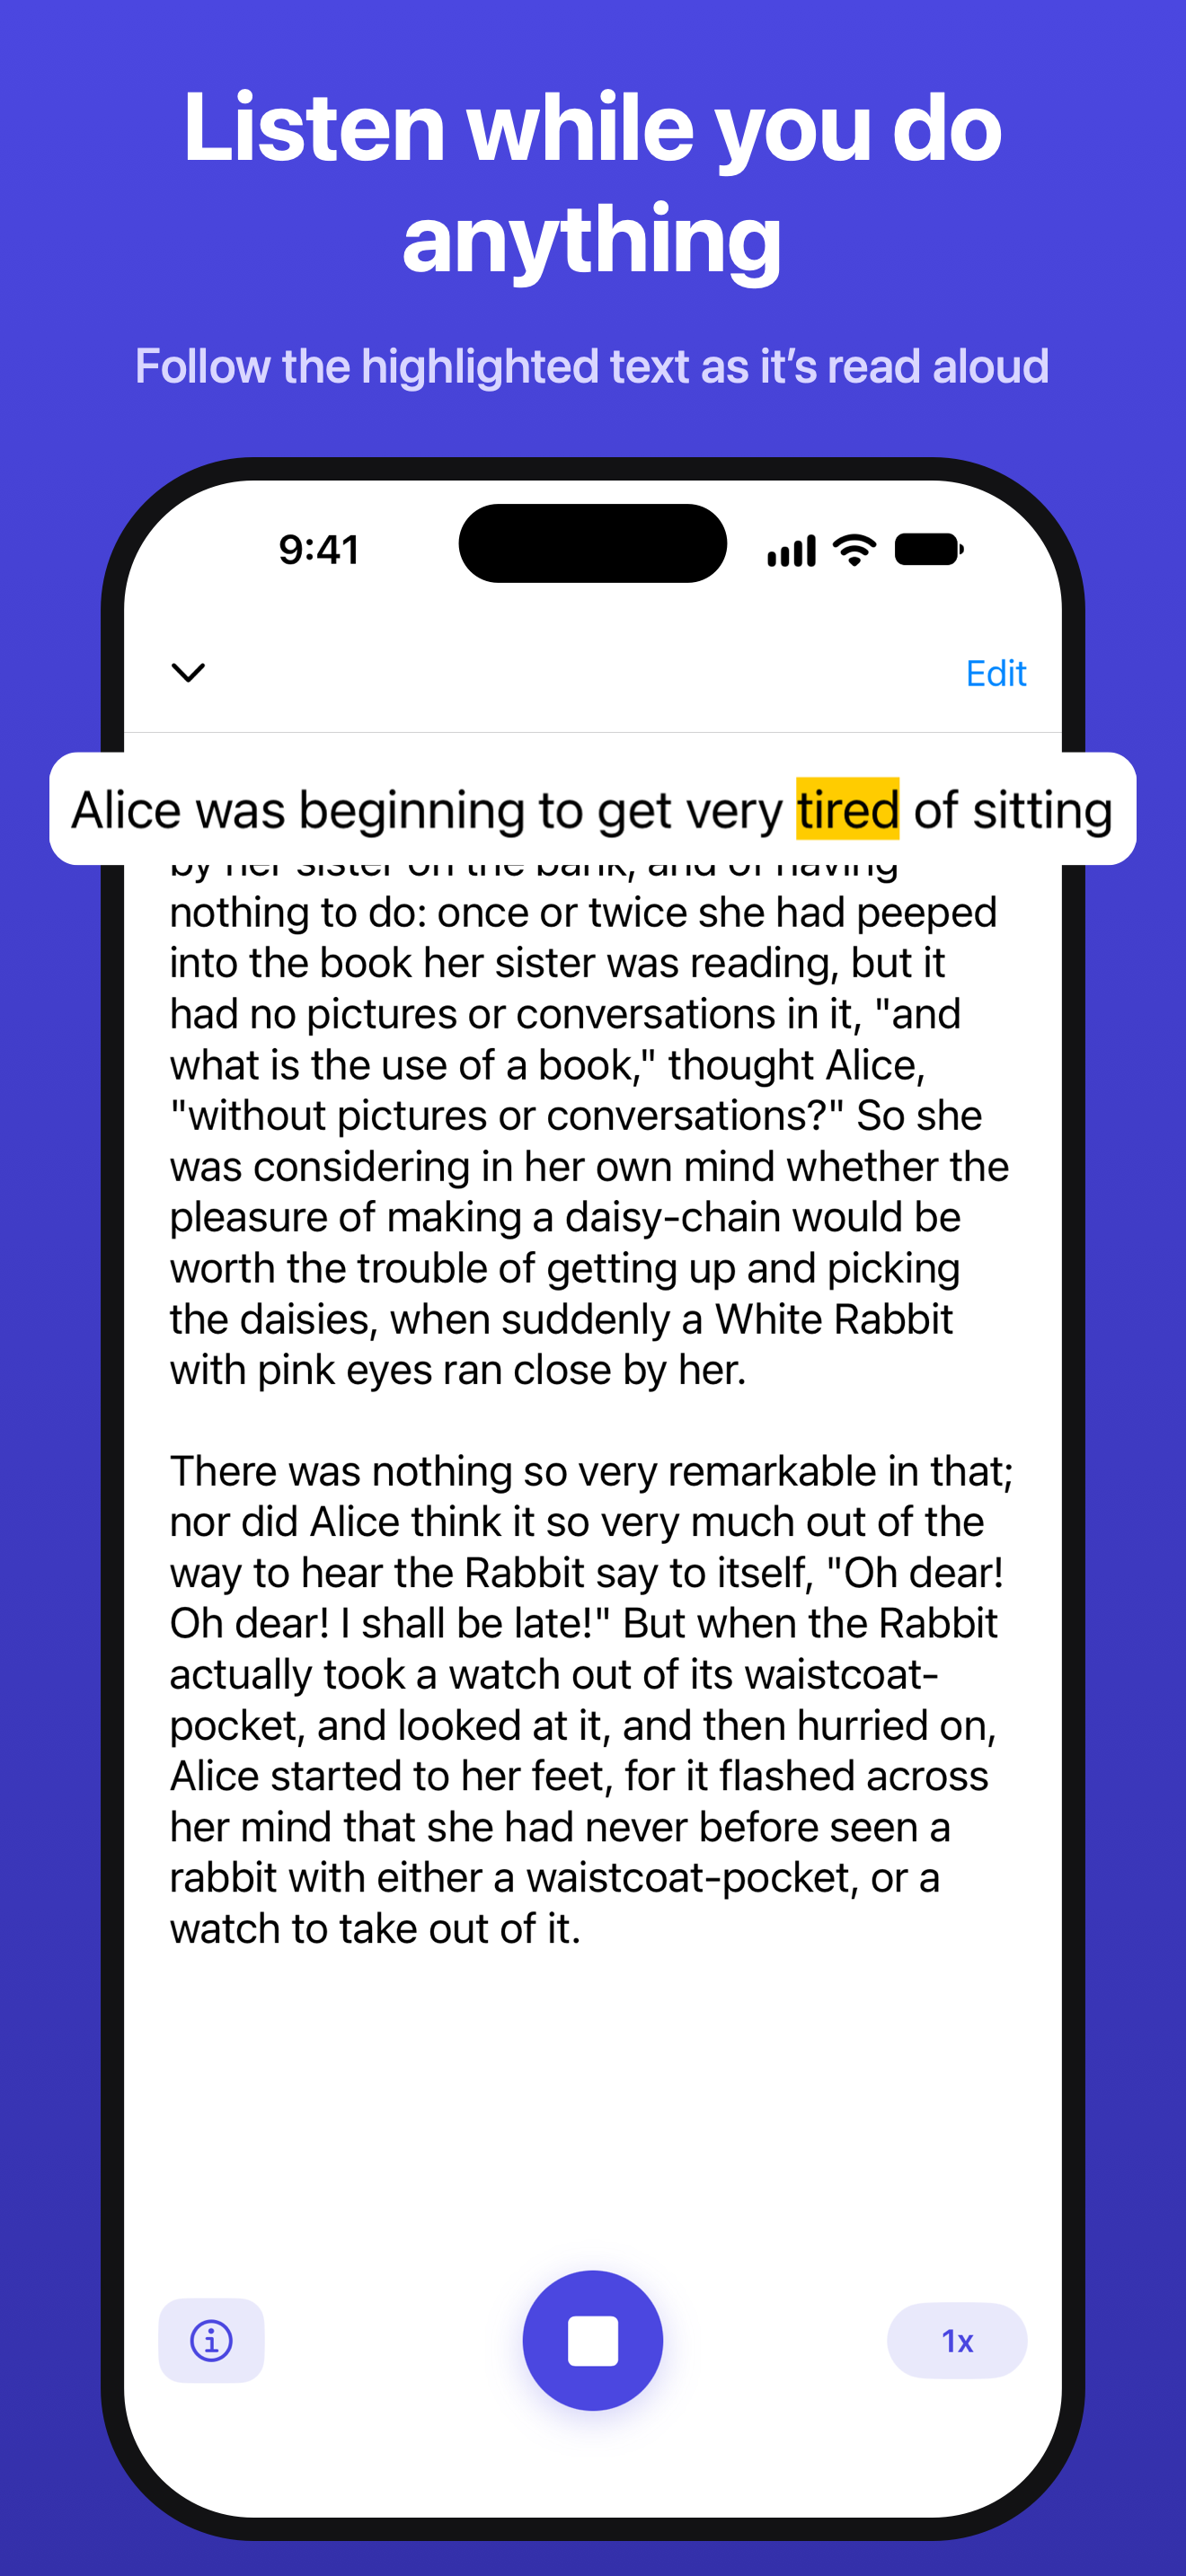 Listen while you do
anything
Follow the highlighted text as it’s read aloud
9:41
Edit
Alice was beginning to get very tired of sitting
by her sister on the bank, and of having
nothing to do: once or twice she had peeped
into the book her sister was reading, but it
had no pictures or conversations in it, "and
what is the use of a book," thought Alice,
"without pictures or conversations?" So she
was considering in her own mind whether the
pleasure of making a daisy-chain would be
worth the trouble of getting up and picking
the daisies, when suddenly a White Rabbit
with pink eyes ran close by her.
There was nothing so very remarkable in that;
nor did Alice think it so very much out of the
way to hear the Rabbit say to itself, "Oh dear!
Oh dear! I shall be late!" But when the Rabbit
actually took a watch out of its waistcoat-
pocket, and looked at it, and then hurried on,
Alice started to her feet, for it flashed across
her mind that she had never before seen a
rabbit with either a waistcoat-pocket, or a
watch to take out of it.
1x